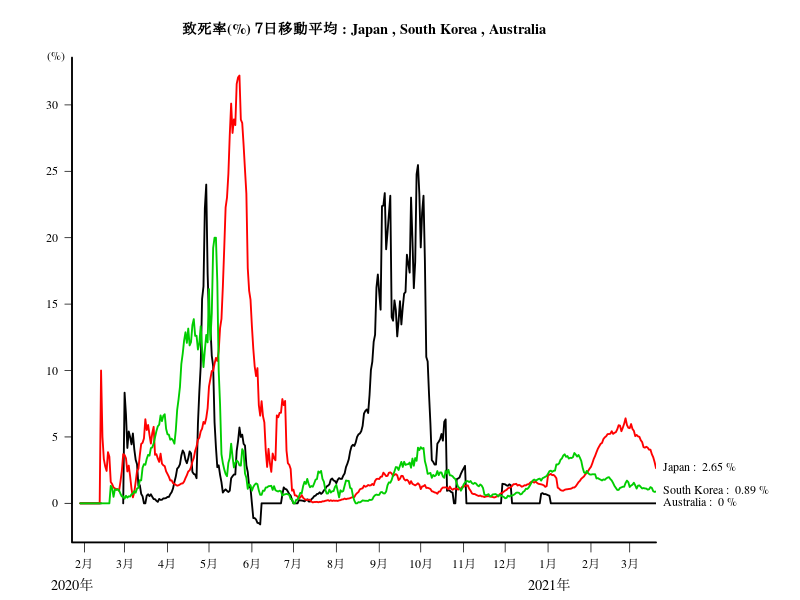 致死率(%) 7日移動平均 : Japan , South Korea , Australia
(%)
30
25
20
15
10
5
0
Japan : 2.65 %
South Korea : 0.89 %
Australia : 0 %
2月 3月 4月 5月 6月 7月 8月 9月 10月 11月 12月 1月 2月 3月
2020年 2021年